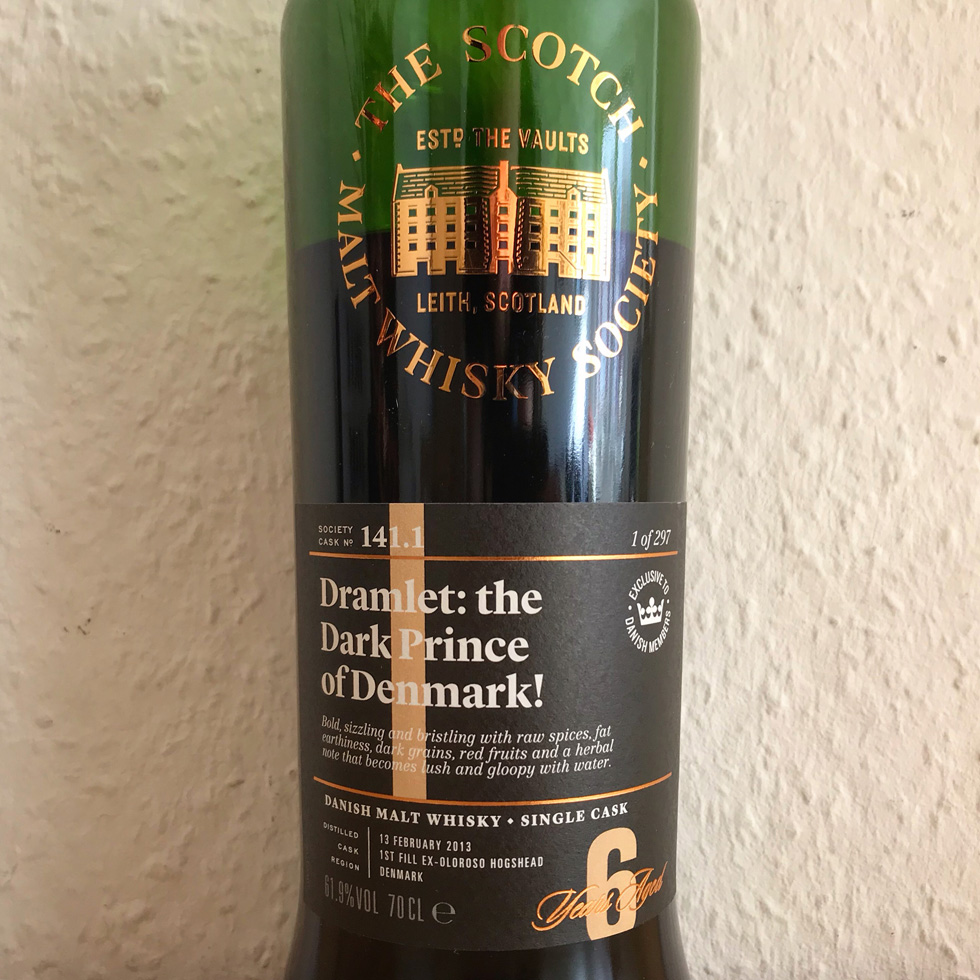 THE SCOTCH
MALT WHISKY SOCIETY
ESTD THE VAULTS
LEITH, SCOTLAND
SOCIETY
CASK Nº 141.1
1 of 297
Dramlet: the
Dark Prince
of Denmark!
EXCLUSIVE TO
DANISH MEMBERS
Bold, sizzling and bristling with raw spices, fat
earthiness, dark grains, red fruits and a herbal
note that becomes lush and gloopy with water.
DANISH MALT WHISKY • SINGLE CASK
DISTILLED 13 FEBRUARY 2013
CASK 1ST FILL EX-OLOROSO HOGSHEAD
REGION DENMARK
61.9%VOL 70CL ℮
6
Years Aged